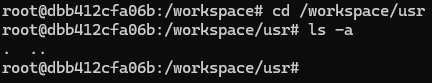 root@dbb412cfa06b:/workspace# cd /workspace/usr
root@dbb412cfa06b:/workspace/usr# ls -a
.  ..
root@dbb412cfa06b:/workspace/usr#